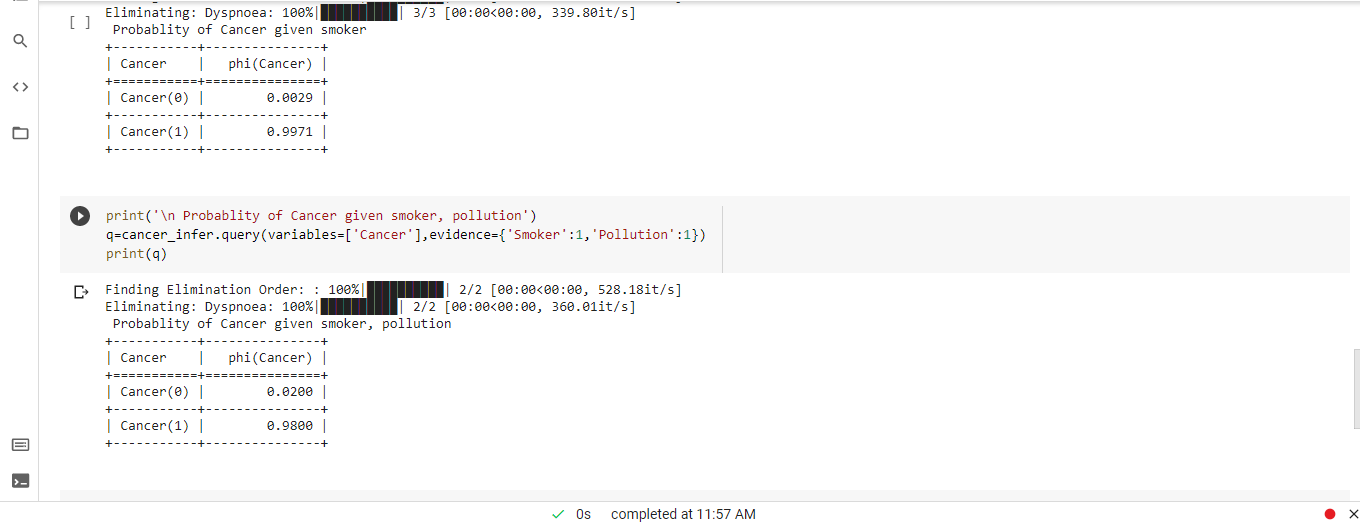 Eliminating: Dyspnoea: 100%|██████████| 3/3 [00:00<00:00, 339.80it/s]
[ ]
Probablity of Cancer given smoker
+-----------+---------------+
| Cancer    |   phi(Cancer) |
+===========+===============+
| Cancer(0) |        0.0029 |
+-----------+---------------+
| Cancer(1) |        0.9971 |
+-----------+---------------+
print('\n Probablity of Cancer given smoker, pollution')
q=cancer_infer.query(variables=['Cancer'],evidence={'Smoker':1,'Pollution':1})
print(q)
Finding Elimination Order: : 100%|██████████| 2/2 [00:00<00:00, 528.18it/s]
Eliminating: Dyspnoea: 100%|██████████| 2/2 [00:00<00:00, 360.01it/s]
Probablity of Cancer given smoker, pollution
+-----------+---------------+
| Cancer    |   phi(Cancer) |
+===========+===============+
| Cancer(0) |        0.0200 |
+-----------+---------------+
| Cancer(1) |        0.9800 |
+-----------+---------------+
0s completed at 11:57 AM